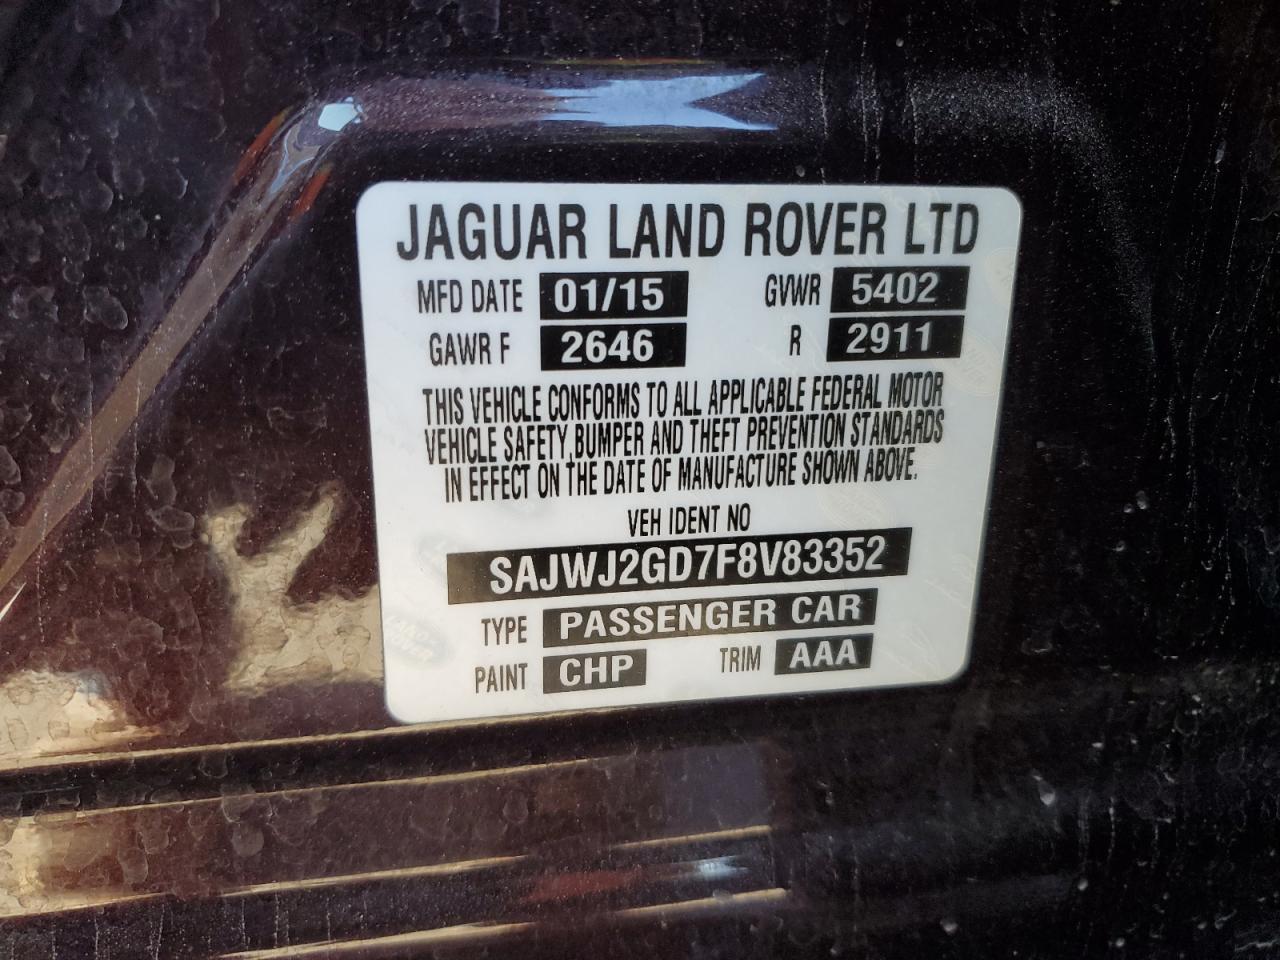 JAGUAR LAND ROVER LTD
MFD DATE 01/15 GVWR 5402
GAWR F 2646 R 2911
THIS VEHICLE CONFORMS TO ALL APPLICABLE FEDERAL MOTOR
VEHICLE SAFETY,BUMPER AND THEFT PREVENTION STANDARDS
IN EFFECT ON THE DATE OF MANUFACTURE SHOWN ABOVE.
VEH IDENT NO
SAJWJ2GD7F8V83352
TYPE PASSENGER CAR
PAINT CHP TRIM AAA